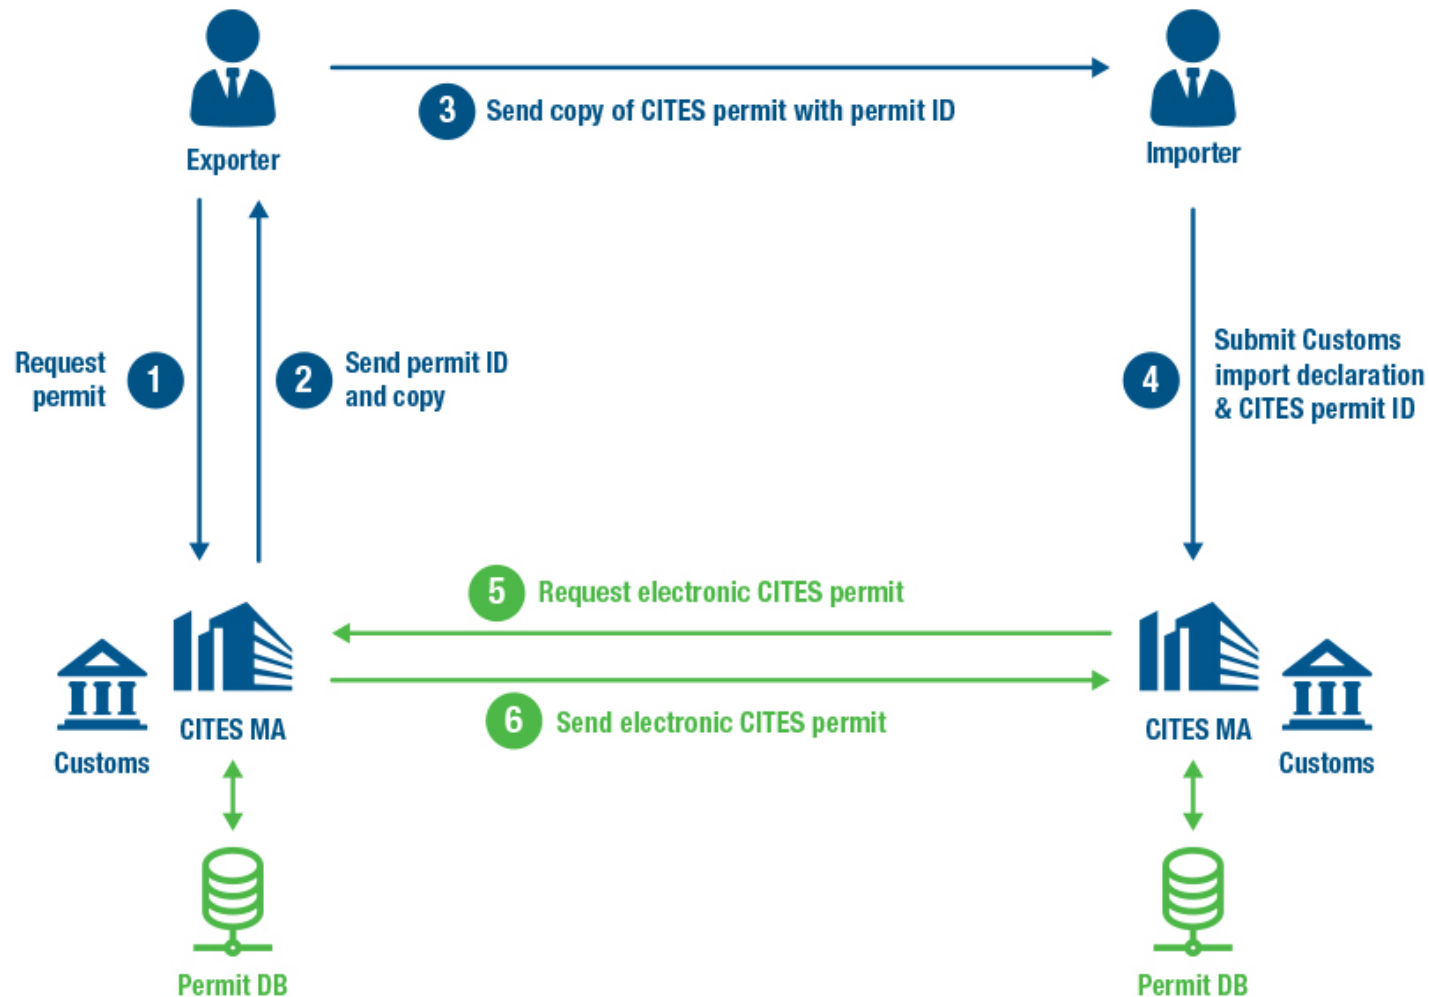 3 Send copy of CITES permit with permit ID
Exporter
Importer
Request
permit
1
2
Send permit ID
and copy
4
Submit Customs
import declaration
& CITES permit ID
5 Request electronic CITES permit
6 Send electronic CITES permit
CITES MA
Customs
CITES MA
Customs
Permit DB
Permit DB